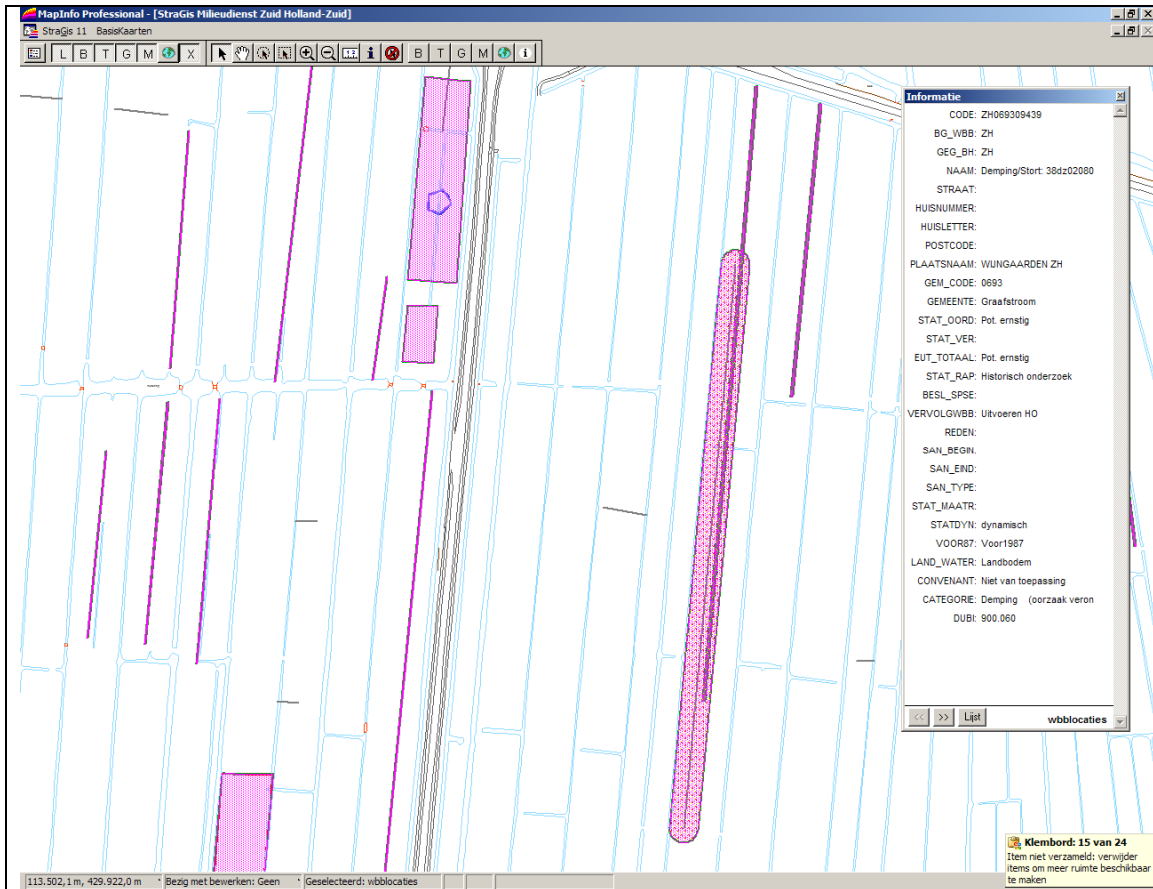 MapInfo Professional - [StraGis Milieudienst Zuid Holland-Zuid]
StraGis 11 BasisKaarten
L B T G M X 1 2 i B T G M i
Informatie
CODE: ZH069309439
BG_WBB: ZH
GEG_BH: ZH
NAAM: Demping/Stort: 38dz02080
STRAAT:
HUISNUMMER:
HUISLETTER:
POSTCODE:
PLAATSNAAM: WIJNGAARDEN ZH
GEM_CODE: 0693
GEMEENTE: Graafstroom
STAT_OORD: Pot. ernstig
STAT_VER:
EUT_TOTAAL: Pot. ernstig
STAT_RAP: Historisch onderzoek
BESL_SPSE:
VERVOLGWBB: Uitvoeren HO
REDEN:
SAN_BEGIN:
SAN_EIND:
SAN_TYPE:
STAT_MAATR:
STATDYN: dynamisch
VOOR87: Voor1987
LAND_WATER: Landbodem
CONVENANT: Niet van toepassing
CATEGORIE: Demping (oorzaak veron
DUBI: 900.060
<< >> Lijst wbblocaties
Klembord: 15 van 24
Item niet verzameld: verwijder
items om meer ruimte beschikbaar
te maken
113.502,1 m, 429.922,0 m Bezig met bewerken: Geen Geselecteerd: wbblocaties